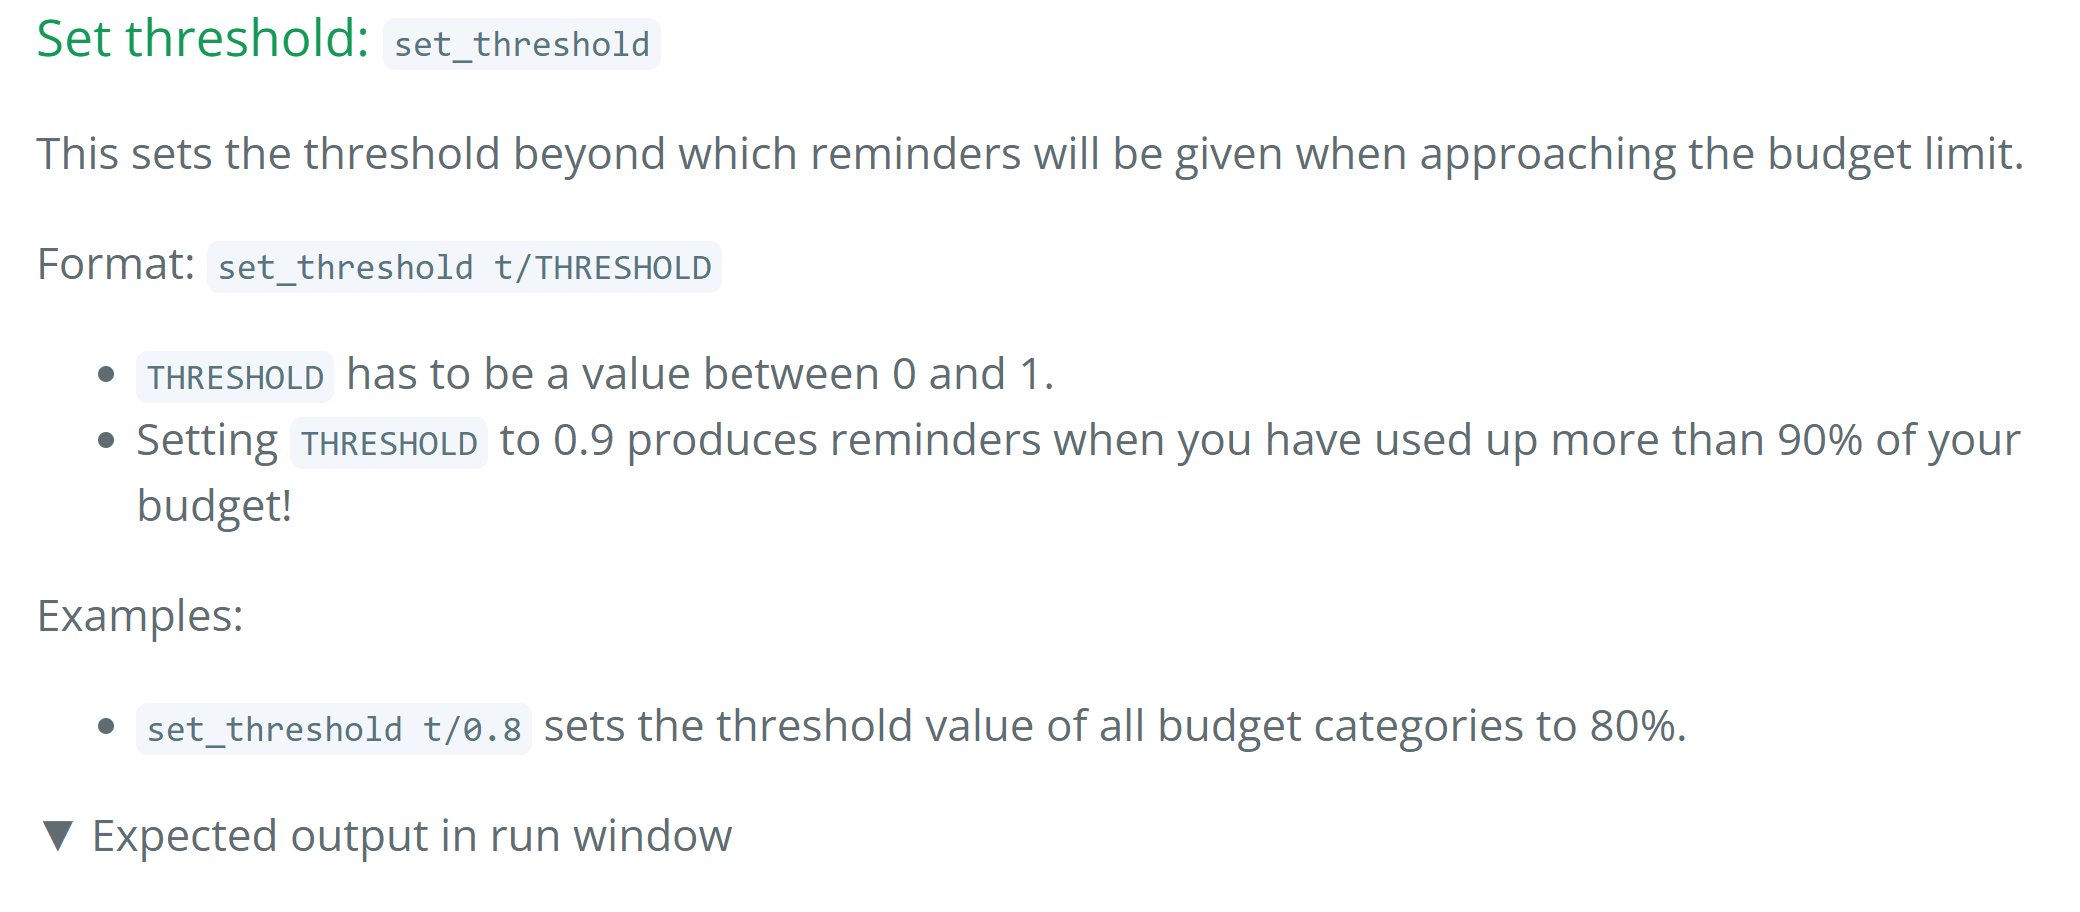 Set threshold: set_threshold
This sets the threshold beyond which reminders will be given when approaching the budget limit.
Format: set_threshold t/THRESHOLD
THRESHOLD has to be a value between 0 and 1.
Setting THRESHOLD to 0.9 produces reminders when you have used up more than 90% of your
budget!
Examples:
set_threshold t/0.8 sets the threshold value of all budget categories to 80%.
Expected output in run window